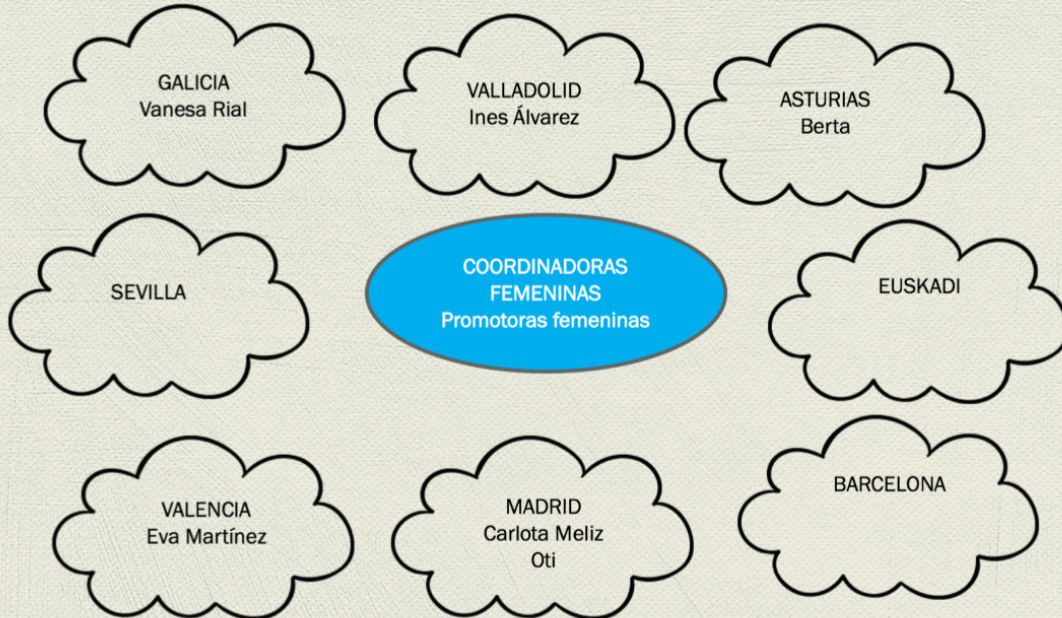 GALICIA
Vanesa Rial
VALLADOLID
Ines Álvarez
ASTURIAS
Berta
SEVILLA
COORDINADORAS
FEMENINAS
Promotoras femeninas
EUSKADI
VALENCIA
Eva Martínez
MADRID
Carlota Meliz
Oti
BARCELONA